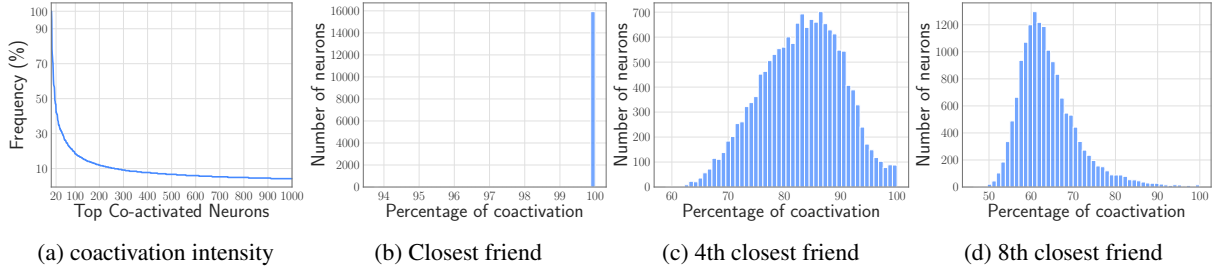 100
70
50
30
10
Frequency (%)
20 100 200 300 400 500 600 700 800 900 1000
Top Co-activated Neurons
(a) coactivation intensity
16000
14000
12000
10000
8000
6000
4000
2000
0
Number of neurons
94 95 96 97 98 99 100
Percentage of coactivation
(b) Closest friend
700
600
500
400
300
200
100
0
Number of neurons
60 70 80 90 100
Percentage of coactivation
(c) 4th closest friend
1200
1000
800
600
400
200
0
Number of neurons
50 60 70 80 90 100
Percentage of coactivation
(d) 8th closest friend